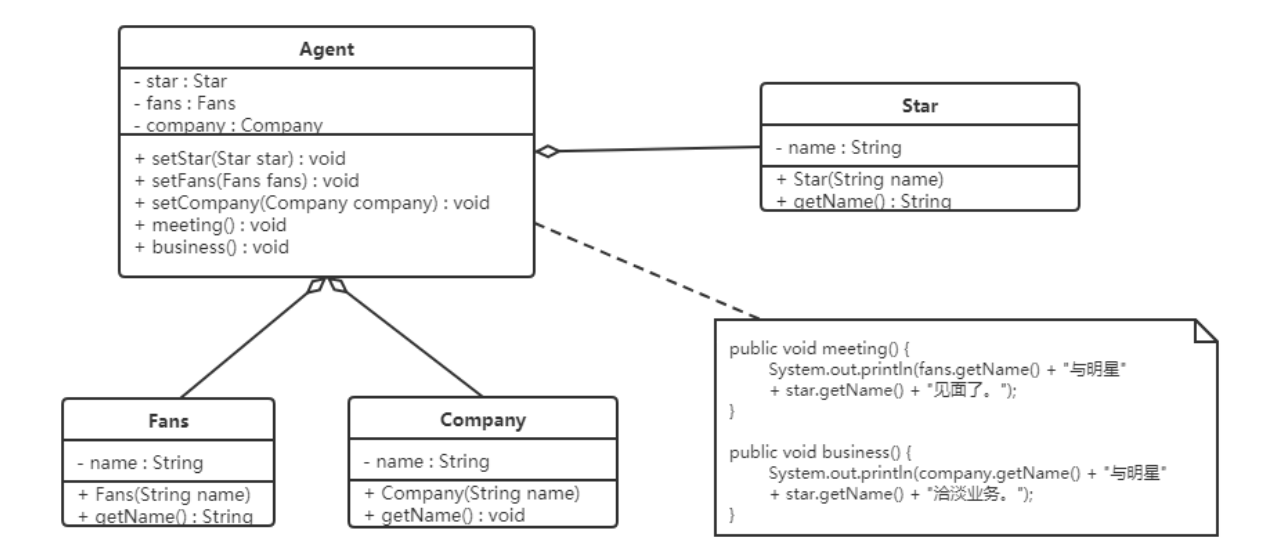 Agent
- star : Star
- fans : Fans
- company : Company
+ setStar(Star star) : void
+ setFans(Fans fans) : void
+ setCompany(Company company) : void
+ meeting() : void
+ business() : void
Star
- name : String
+ Star(String name)
+ getName() : String
Fans
- name : String
+ Fans(String name)
+ getName() : String
Company
- name : String
+ Company(String name)
+ getName() : void
public void meeting() {
System.out.println(fans.getName() + "与明星"
+ star.getName() + "见面了。");
}
public void business() {
System.out.println(company.getName() + "与明星"
+ star.getName() + "洽淡业务。");
}